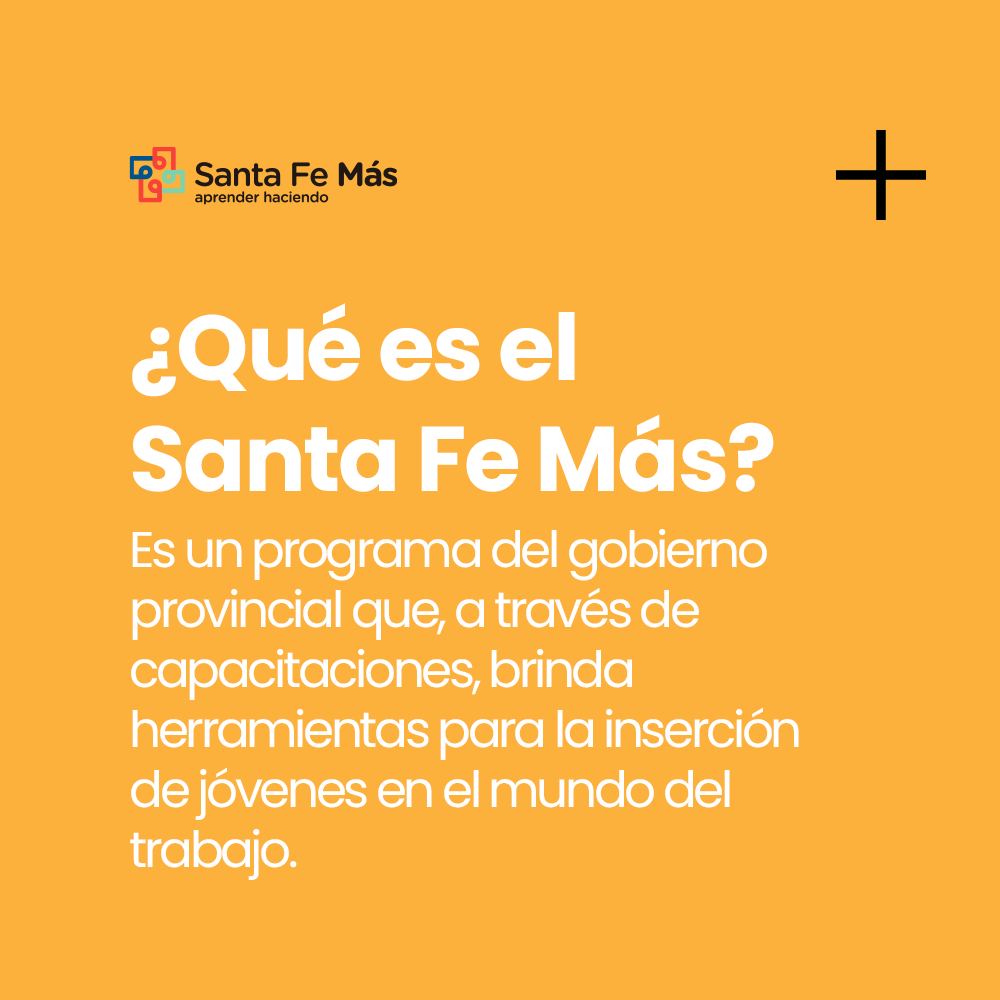 Santa Fe Más
aprender haciendo
¿Qué es el
Santa Fe Más?
Es un programa del gobierno
provincial que, a través de
capacitaciones, brinda
herramientas para la inserción
de jóvenes en el mundo del
trabajo.